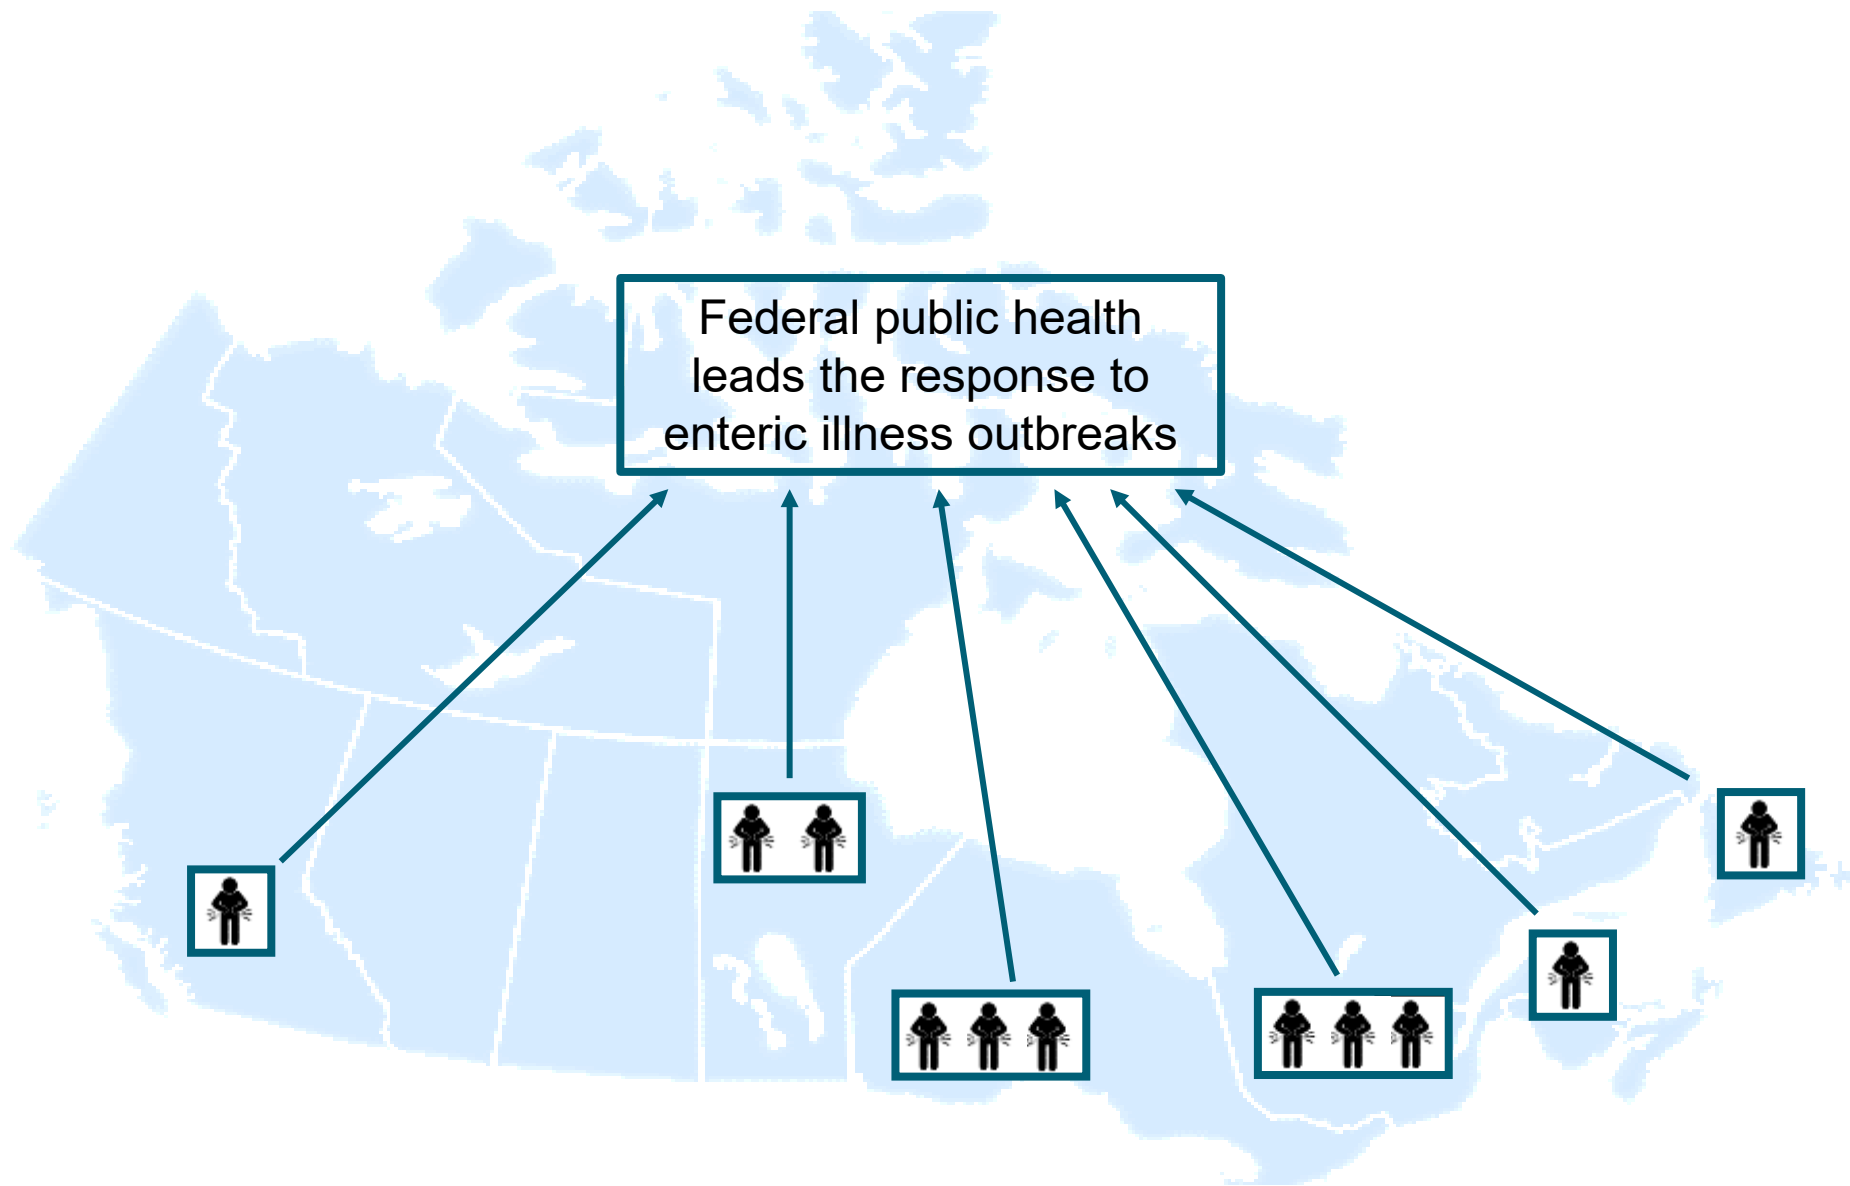 Federal public health
leads the response to
enteric illness outbreaks